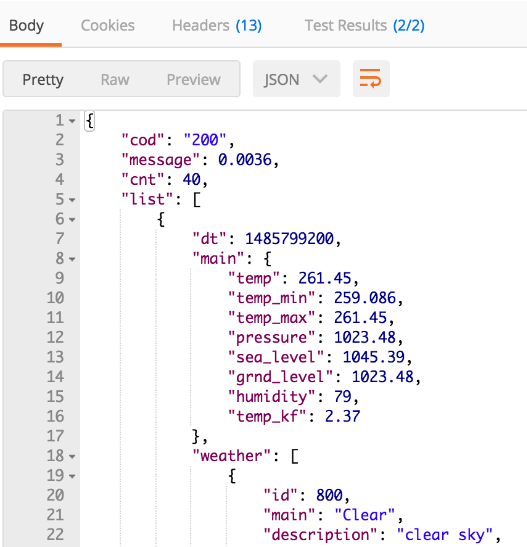 Body Cookies Headers (13) Test Results (2/2)
Pretty Raw Preview JSON
1 {
2 "cod": "200",
3 "message": 0.0036,
4 "cnt": 40,
5 "list": [
6 {
7 "dt": 1485799200,
8 "main": {
9 "temp": 261.45,
10 "temp_min": 259.086,
11 "temp_max": 261.45,
12 "pressure": 1023.48,
13 "sea_level": 1045.39,
14 "grnd_level": 1023.48,
15 "humidity": 79,
16 "temp_kf": 2.37
17 },
18 "weather": [
19 {
20 "id": 800,
21 "main": "Clear",
22 "description": "clear sky",